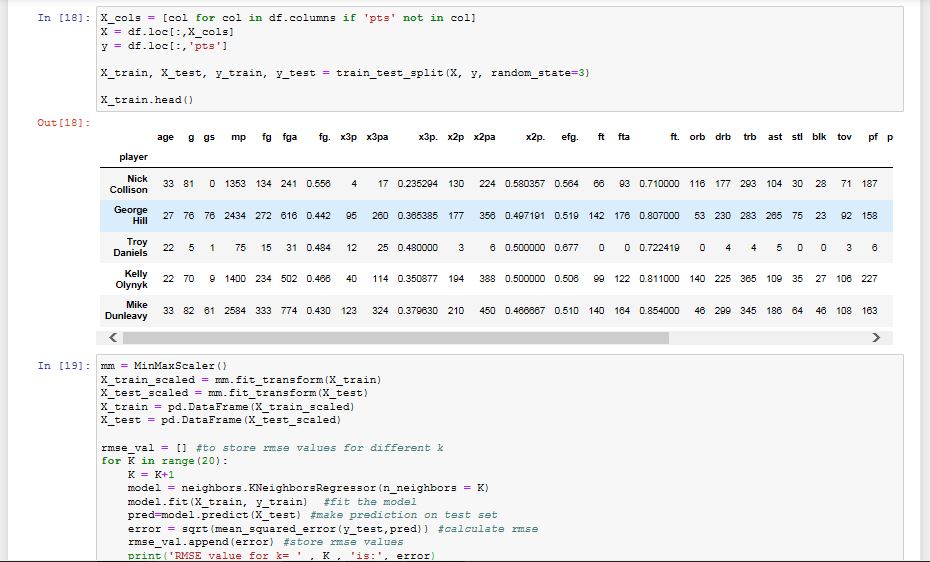 In [18]: X_cols = [col for col in df.columns if 'pts' not in col]
X = df.loc[:,X_cols]
y = df.loc[:,'pts']
X_train, X_test, y_train, y_test = train_test_split(X, y, random_state=3)
X_train.head()
Out[18]:
age g gs mp fg fga fg. x3p x3pa x3p. x2p x2pa x2p. efg. ft fta ft. orb drb trb ast stl blk tov pf p
player
Nick Collison 33 81 0 1353 134 241 0.556 4 17 0.235294 130 224 0.580357 0.564 66 93 0.710000 116 177 293 104 30 28 71 187
George Hill 27 76 76 2434 272 616 0.442 95 260 0.365385 177 356 0.497191 0.519 142 176 0.807000 53 230 283 265 75 23 92 158
Troy Daniels 22 5 1 75 15 31 0.484 12 25 0.480000 3 6 0.500000 0.677 0 0 0.722419 0 4 4 5 0 0 3 6
Kelly Olynyk 22 70 9 1400 234 502 0.466 40 114 0.350877 194 388 0.500000 0.506 99 122 0.811000 140 225 365 109 35 27 106 227
Mike Dunleavy 33 82 61 2584 333 774 0.430 123 324 0.379630 210 450 0.466667 0.510 140 164 0.854000 46 299 345 186 64 46 108 163
In [19]: mm = MinMaxScaler()
X_train_scaled = mm.fit_transform(X_train)
X_test_scaled = mm.fit_transform(X_test)
X_train = pd.DataFrame(X_train_scaled)
X_test = pd.DataFrame(X_test_scaled)
rmse_val = [] #to store rmse values for different k
for K in range(20):
K = K+1
model = neighbors.KNeighborsRegressor(n_neighbors = K)
model.fit(X_train, y_train) #fit the model
pred=model.predict(X_test) #make prediction on test set
error = sqrt(mean_squared_error(y_test,pred)) #calculate rmse
rmse_val.append(error) #store rmse values
print('RMSE value for k= ' , K , 'is:', error)